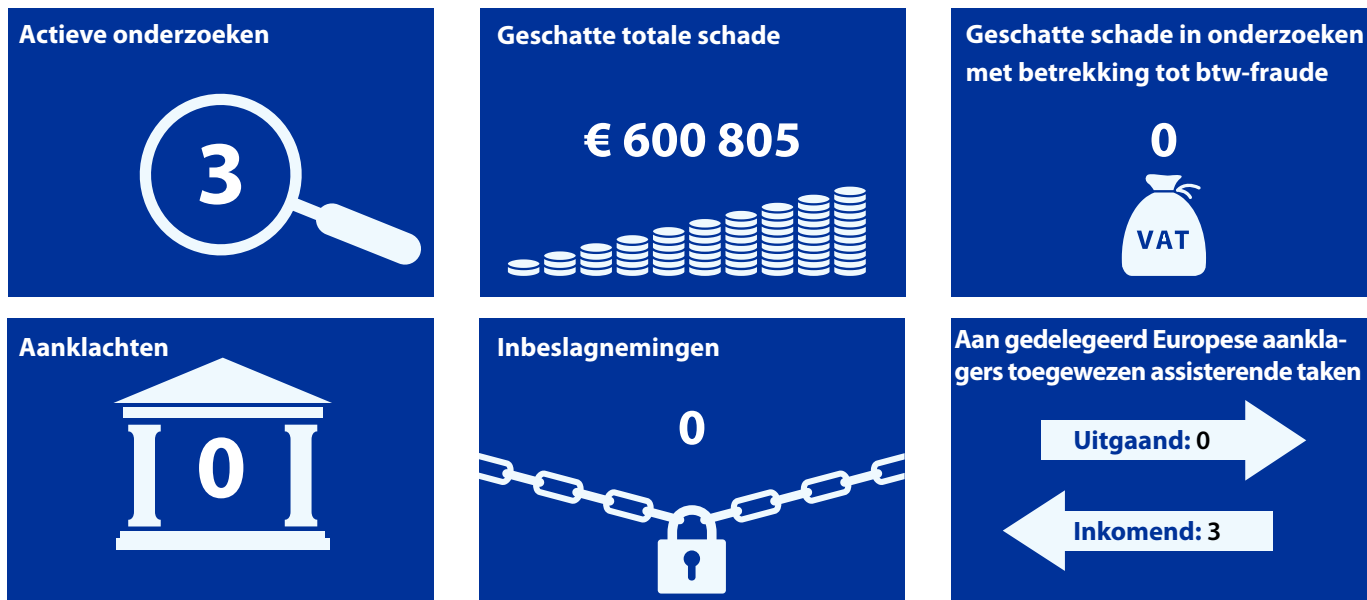 Actieve onderzoeken
3
Geschatte totale schade
€ 600 805
Geschatte schade in onderzoeken
met betrekking tot btw-fraude
0
VAT
Aanklachten
0
Inbeslagnemingen
0
Aan gedelegeerd Europese aankla-
gers toegewezen assisterende taken
Uitgaand: 0
Inkomend: 3